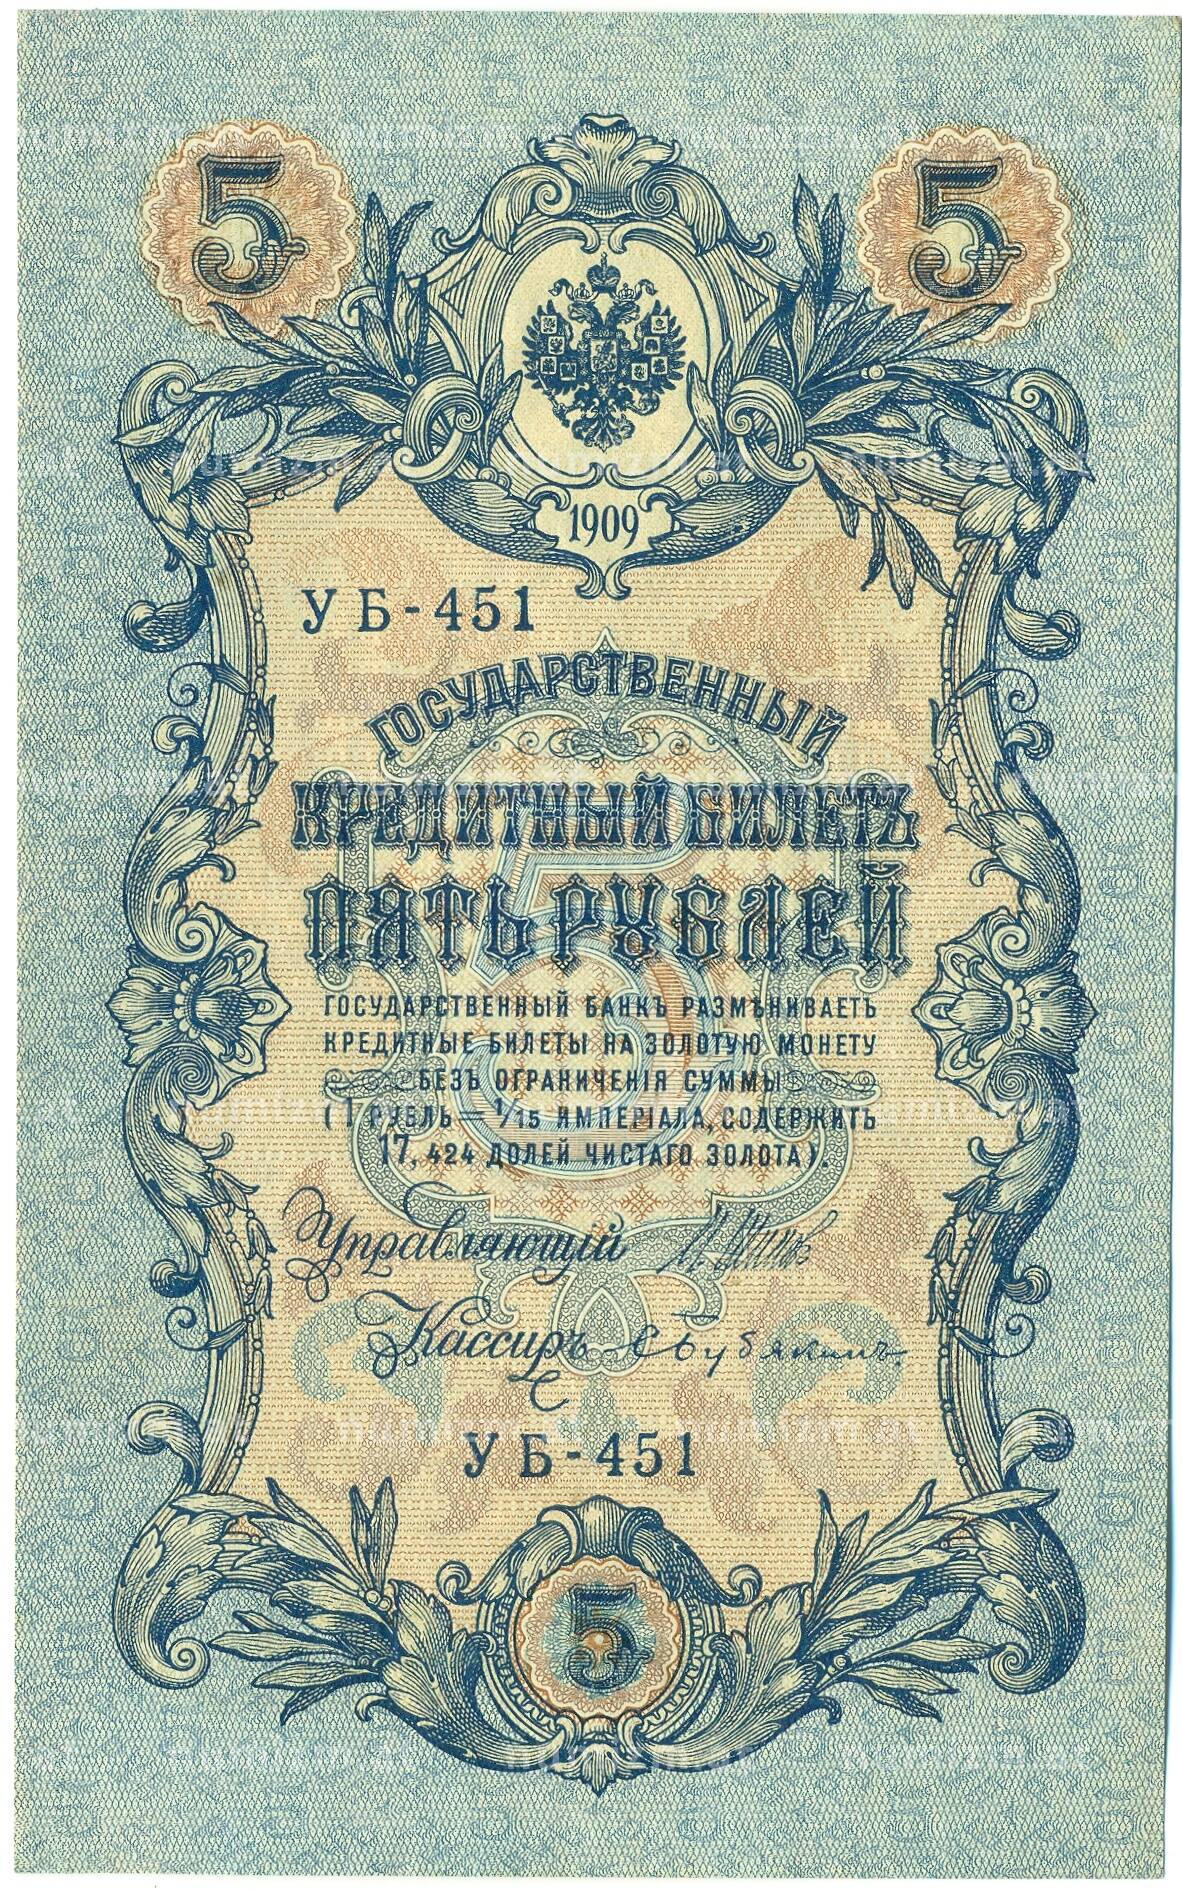 5 5
1909
УБ-451
ГОСУДАРСТВЕННЫЙ
КРЕДИТНЫЙ БИЛЕТЪ
ПЯТЬ РУБЛЕЙ
ГОСУДАРСТВЕННЫЙ БАНКЪ РАЗМѢНИВАЕТЪ
КРЕДИТНЫЕ БИЛЕТЫ НА ЗОЛОТУЮ МОНЕТУ
БЕЗЪ ОГРАНИЧЕНІЯ СУММЫ
(1 РУБЛЬ = 1/15 ИМПЕРІАЛА, СОДЕРЖИТЪ
17,424 ДОЛЕЙ ЧИСТАГО ЗОЛОТА).
Управляющій
Кассиръ
УБ-451
5